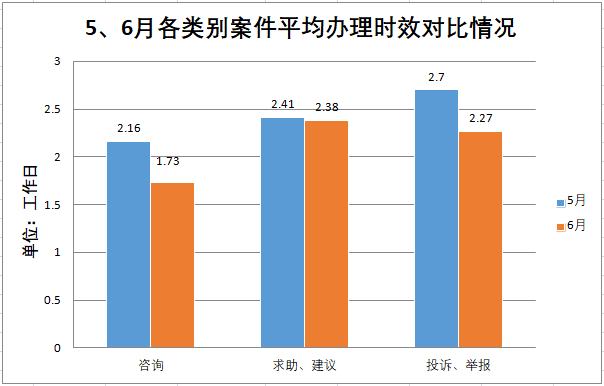 5、6月各类别案件平均办理时效对比情况
单位：工作日
3
2.5
2
1.5
1
0.5
0
2.16
1.73
2.41
2.38
2.7
2.27
咨询
求助、建议
投诉、举报
5月
6月